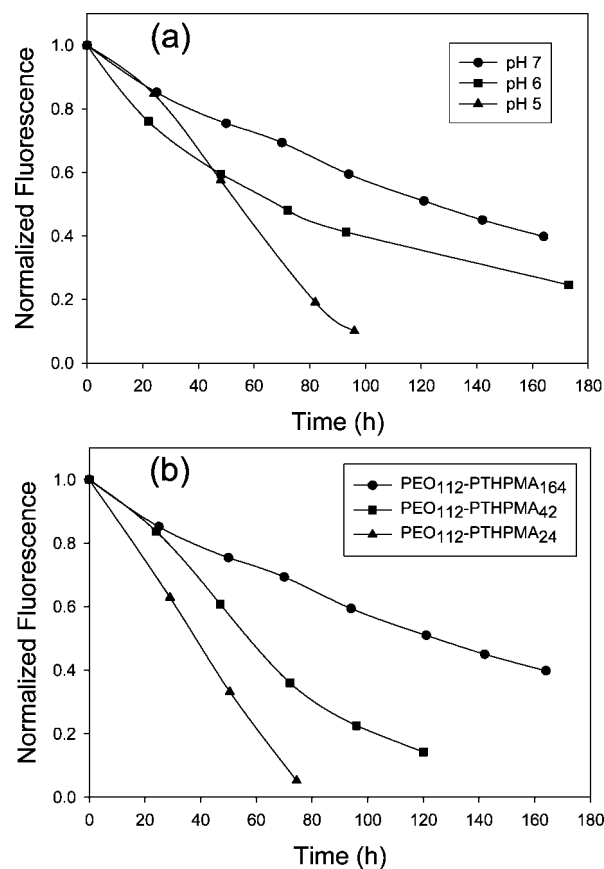 (a)
Normalized Fluorescence
1.0
0.8
0.6
0.4
0.2
0.0
pH 7
pH 6
pH 5
0 20 40 60 80 100 120 140 160 180
Time (h)
(b)
Normalized Fluorescence
1.0
0.8
0.6
0.4
0.2
0.0
PEO₁₁₂-PTHPMA₁₆₄
PEO₁₁₂-PTHPMA₄₂
PEO₁₁₂-PTHPMA₂₄
0 20 40 60 80 100 120 140 160 180
Time (h)